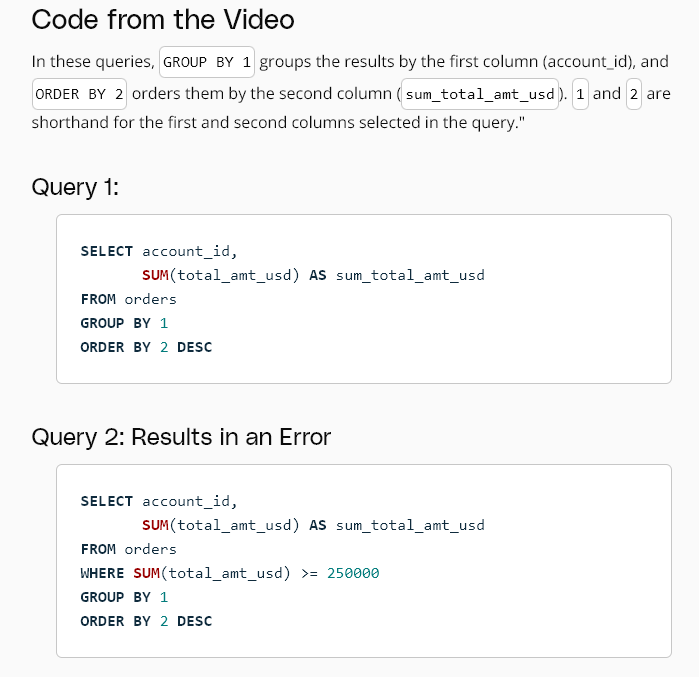 Code from the Video
In these queries, GROUP BY 1 groups the results by the first column (account_id), and
ORDER BY 2 orders them by the second column ( sum_total_amt_usd ). 1 and 2 are
shorthand for the first and second columns selected in the query."
Query 1:
SELECT account_id,
SUM(total_amt_usd) AS sum_total_amt_usd
FROM orders
GROUP BY 1
ORDER BY 2 DESC
Query 2: Results in an Error
SELECT account_id,
SUM(total_amt_usd) AS sum_total_amt_usd
FROM orders
WHERE SUM(total_amt_usd) >= 250000
GROUP BY 1
ORDER BY 2 DESC